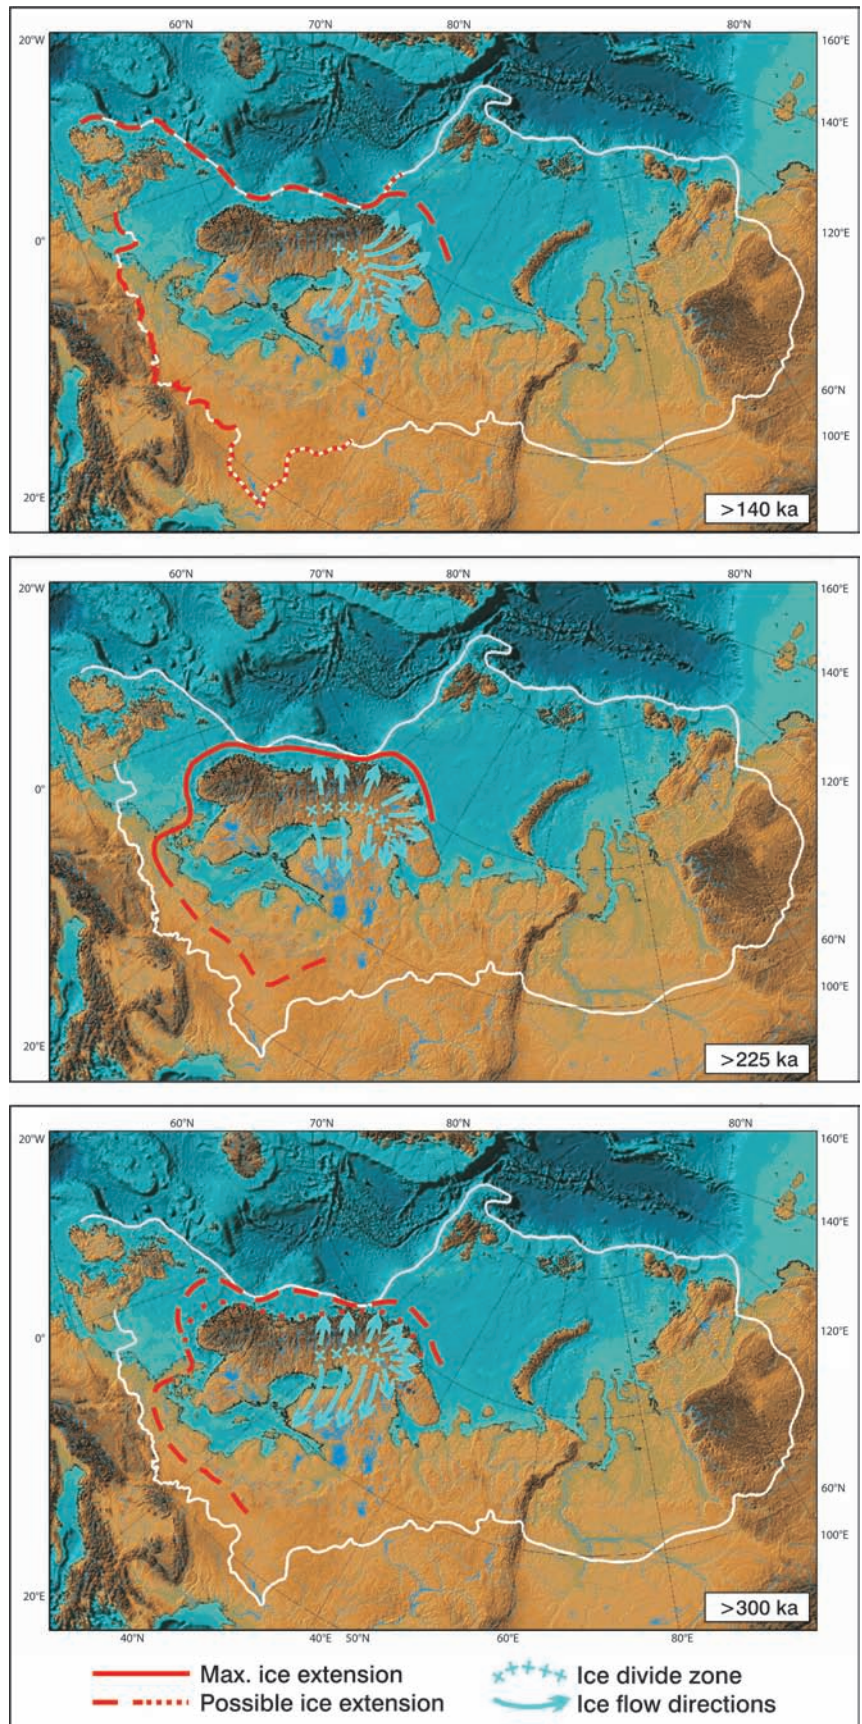 60°N 70°N 80°N 80°N
20°W 160°E
140°E
0° 120°E
60°N
100°E
20°E
>140 ka
60°N 70°N 80°N 80°N
20°W 160°E
140°E
0° 120°E
60°N
100°E
20°E
>225 ka
60°N 70°N 80°N 80°N
20°W 160°E
140°E
0° 120°E
60°N
100°E
20°E
>300 ka
40°N 40°E 50°N 60°E 80°E
Max. ice extension Ice divide zone
Possible ice extension Ice flow directions